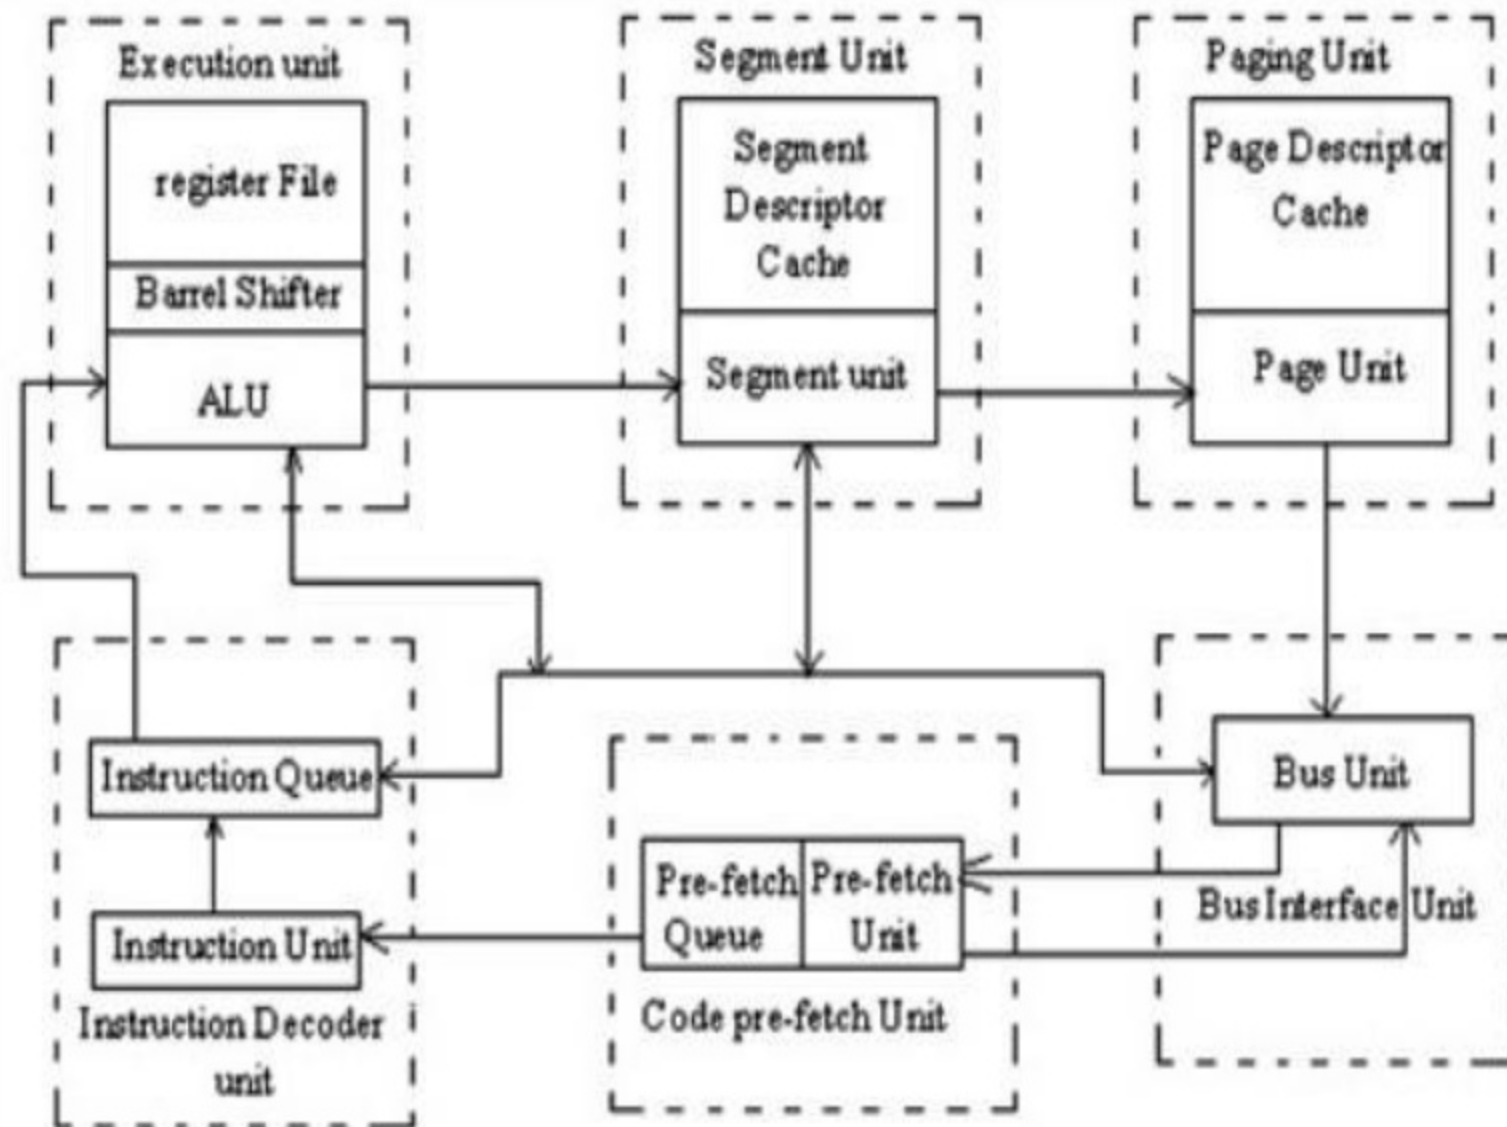 Execution unit
register File
Barrel Shifter
ALU
Segment Unit
Segment
Descriptor
Cache
Segment unit
Paging Unit
Page Descriptor
Cache
Page Unit
Instruction Queue
Instruction Unit
Instruction Decoder
unit
Pre-fetch
Queue
Pre-fetch
Unit
Code pre-fetch Unit
Bus Unit
Bus Interface Unit